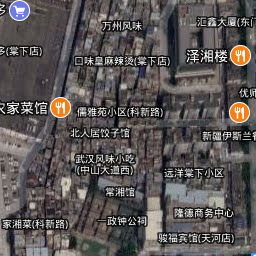 多
万州风味
汇鑫大厦(东门
多(棠下店)
口味皇麻辣烫(棠下店)
泽湘楼
优师
农家菜馆
儒雅苑小区(科新路)
北人居饺子馆
新疆伊斯兰
武汉风味小吃
(中山大道西)
远洋棠下小区
常湘馆
家湘菜(科新路)
一政钟公祠
隆德商务中心
骏福宾馆(天河店)